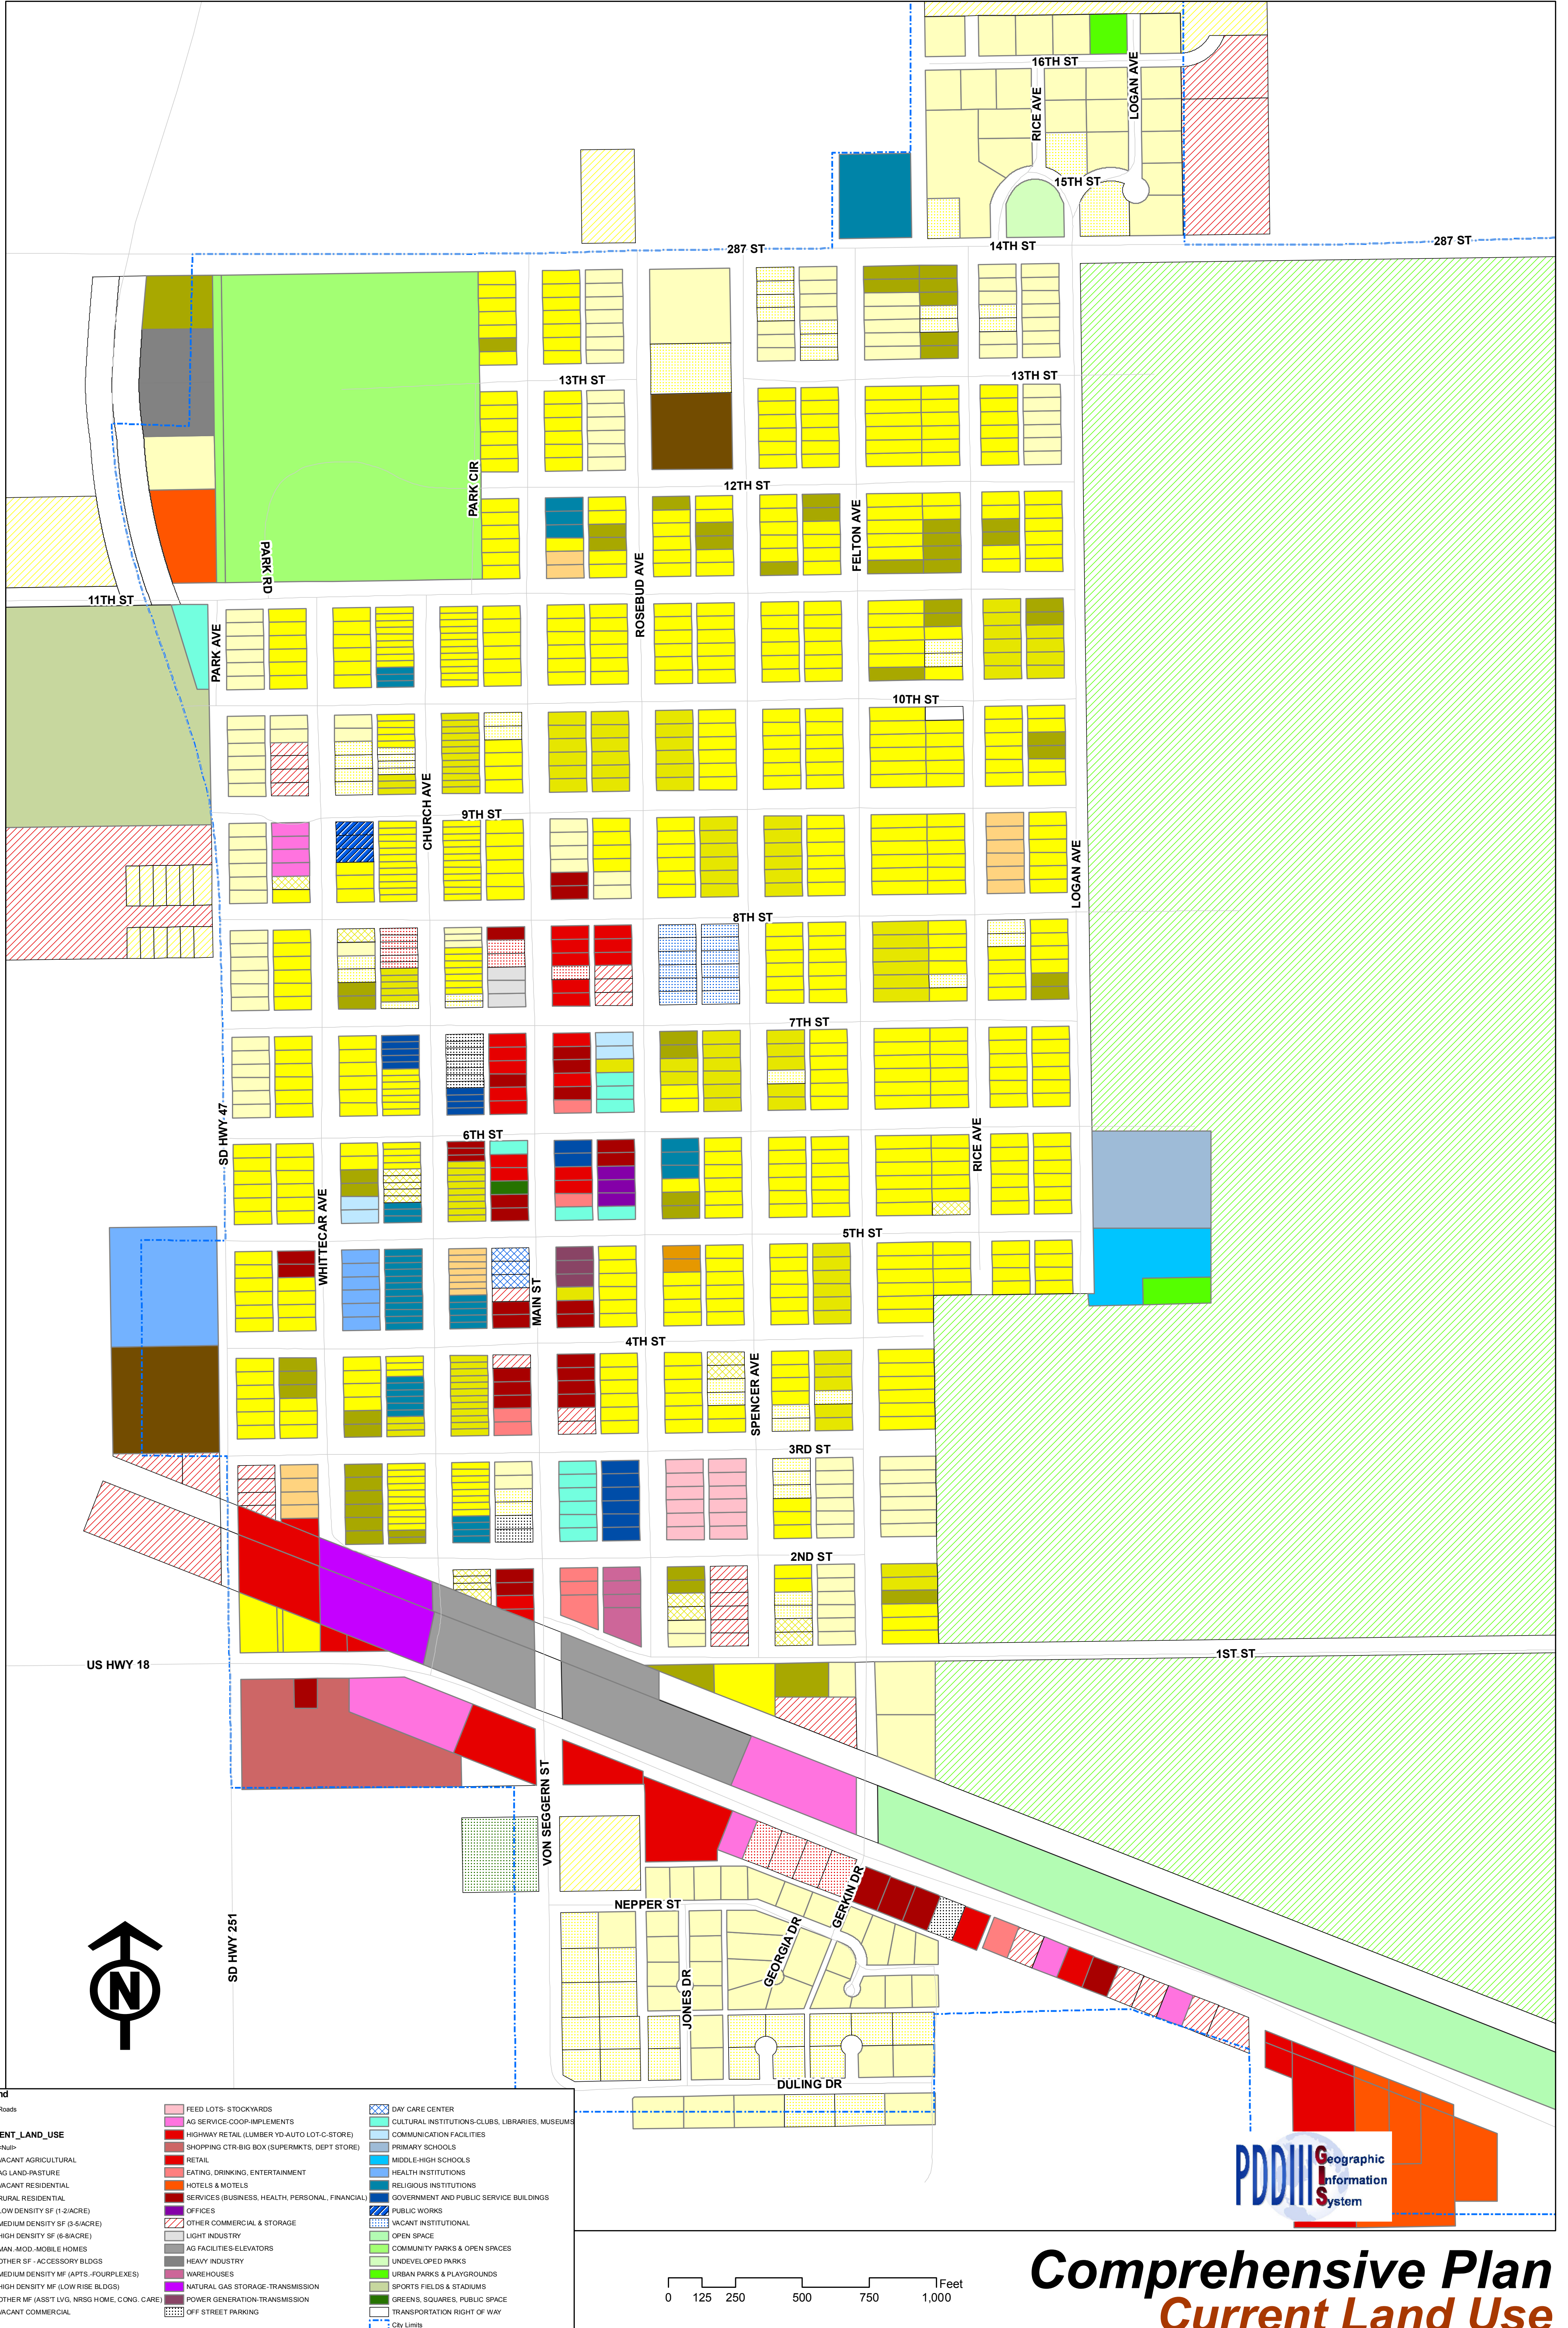 16TH ST
RICE AVE
LOGAN AVE
15TH ST
287 ST
14TH ST
287 ST
13TH ST
13TH ST
PARK CIR
12TH ST
FELTON AVE
PARK RD
ROSEBUD AVE
11TH ST
PARK AVE
10TH ST
CHURCH AVE
9TH ST
LOGAN AVE
8TH ST
7TH ST
SD HWY 47
6TH ST
RICE AVE
WHITTECAR AVE
5TH ST
MAIN ST
4TH ST
SPENCER AVE
3RD ST
2ND ST
1ST ST
US HWY 18
VON SEGGERN ST
NEPPER ST
GERKIN DR
GEORGIA DR
JONES DR
SD HWY 251
N
DULING DR
nd
Roads
ENT_LAND_USE
<Null>
VACANT AGRICULTURAL
AG LAND-PASTURE
VACANT RESIDENTIAL
RURAL RESIDENTIAL
LOW DENSITY SF (1-2/ACRE)
MEDIUM DENSITY SF (3-5/ACRE)
HIGH DENSITY SF (6-8/ACRE)
MAN.-MOD.-MOBILE HOMES
OTHER SF - ACCESSORY BLDGS
MEDIUM DENSITY MF (APTS.-FOURPLEXES)
HIGH DENSITY MF (LOW RISE BLDGS)
OTHER MF (ASS'T LVG, NRSG HOME, CONG. CARE)
VACANT COMMERCIAL
FEED LOTS- STOCKYARDS
AG SERVICE-COOP-IMPLEMENTS
HIGHWAY RETAIL (LUMBER YD-AUTO LOT-C-STORE)
SHOPPING CTR-BIG BOX (SUPERMKTS, DEPT STORE)
RETAIL
EATING, DRINKING, ENTERTAINMENT
HOTELS & MOTELS
SERVICES (BUSINESS, HEALTH, PERSONAL, FINANCIAL)
OFFICES
OTHER COMMERCIAL & STORAGE
LIGHT INDUSTRY
AG FACILITIES-ELEVATORS
HEAVY INDUSTRY
WAREHOUSES
NATURAL GAS STORAGE-TRANSMISSION
POWER GENERATION-TRANSMISSION
OFF STREET PARKING
DAY CARE CENTER
CULTURAL INSTITUTIONS-CLUBS, LIBRARIES, MUSEUMS
COMMUNICATION FACILITIES
PRIMARY SCHOOLS
MIDDLE-HIGH SCHOOLS
HEALTH INSTITUTIONS
RELIGIOUS INSTITUTIONS
GOVERNMENT AND PUBLIC SERVICE BUILDINGS
PUBLIC WORKS
VACANT INSTITUTIONAL
OPEN SPACE
COMMUNITY PARKS & OPEN SPACES
UNDEVELOPED PARKS
URBAN PARKS & PLAYGROUNDS
SPORTS FIELDS & STADIUMS
GREENS, SQUARES, PUBLIC SPACE
TRANSPORTATION RIGHT OF WAY
City Limits
PDDIII Geographic
Information
System
Feet
0 125 250 500 750 1,000
Comprehensive Plan
Current Land Use